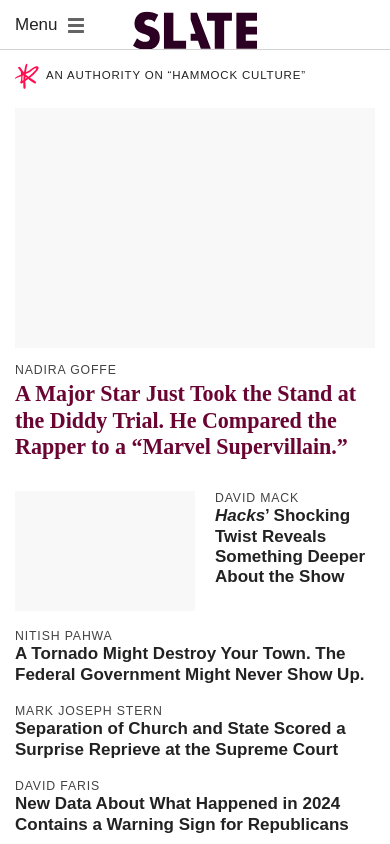 Menu
SLATE
AN AUTHORITY ON “HAMMOCK CULTURE”
NADIRA GOFFE
A Major Star Just Took the Stand at
the Diddy Trial. He Compared the
Rapper to a “Marvel Supervillain.”
DAVID MACK
Hacks’ Shocking
Twist Reveals
Something Deeper
About the Show
NITISH PAHWA
A Tornado Might Destroy Your Town. The
Federal Government Might Never Show Up.
MARK JOSEPH STERN
Separation of Church and State Scored a
Surprise Reprieve at the Supreme Court
DAVID FARIS
New Data About What Happened in 2024
Contains a Warning Sign for Republicans